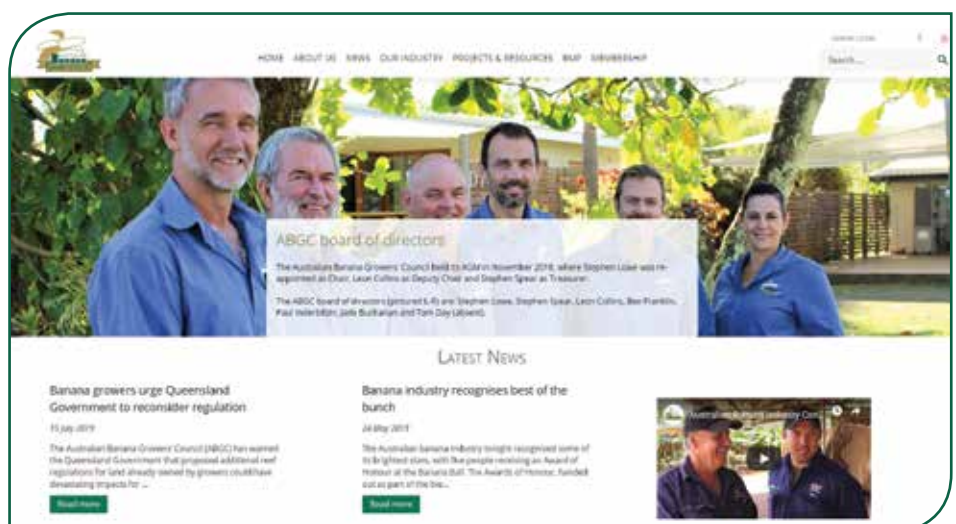 HOME ABOUT US NEWS OUR INDUSTRY PROJECTS & RESOURCES BMP MEMBERSHIP
Search...
ABGC board of directors
The Australian Banana Growers' Council held its AGM in November 2018, where Stephen Lowe was re-
appointed as Chair, Leon Collins as Deputy Chair and Stephen Spear as Treasurer.
The ABGC board of directors (pictured L-R) are: Stephen Lowe, Stephen Spear, Leon Collins, Ben Franklin,
Paul Inderbitzin, Jade Buchanan and Tom Day (absent).
LATEST NEWS
Banana growers urge Queensland
Government to reconsider regulation
15 July 2019
The Australian Banana Growers' Council (ABGC) has warned
the Queensland Government that proposed additional reef
regulations for land already owned by growers could have
devastating impacts for ...
Read more
Banana industry recognises best of the
bunch
24 May 2019
The Australian banana industry tonight recognised some of
its brightest stars, with five people receiving an Award of
Honour at the Banana Ball. The Awards of Honour, handed
out as part of the bie...
Read more
Australian Banana Industry Con...